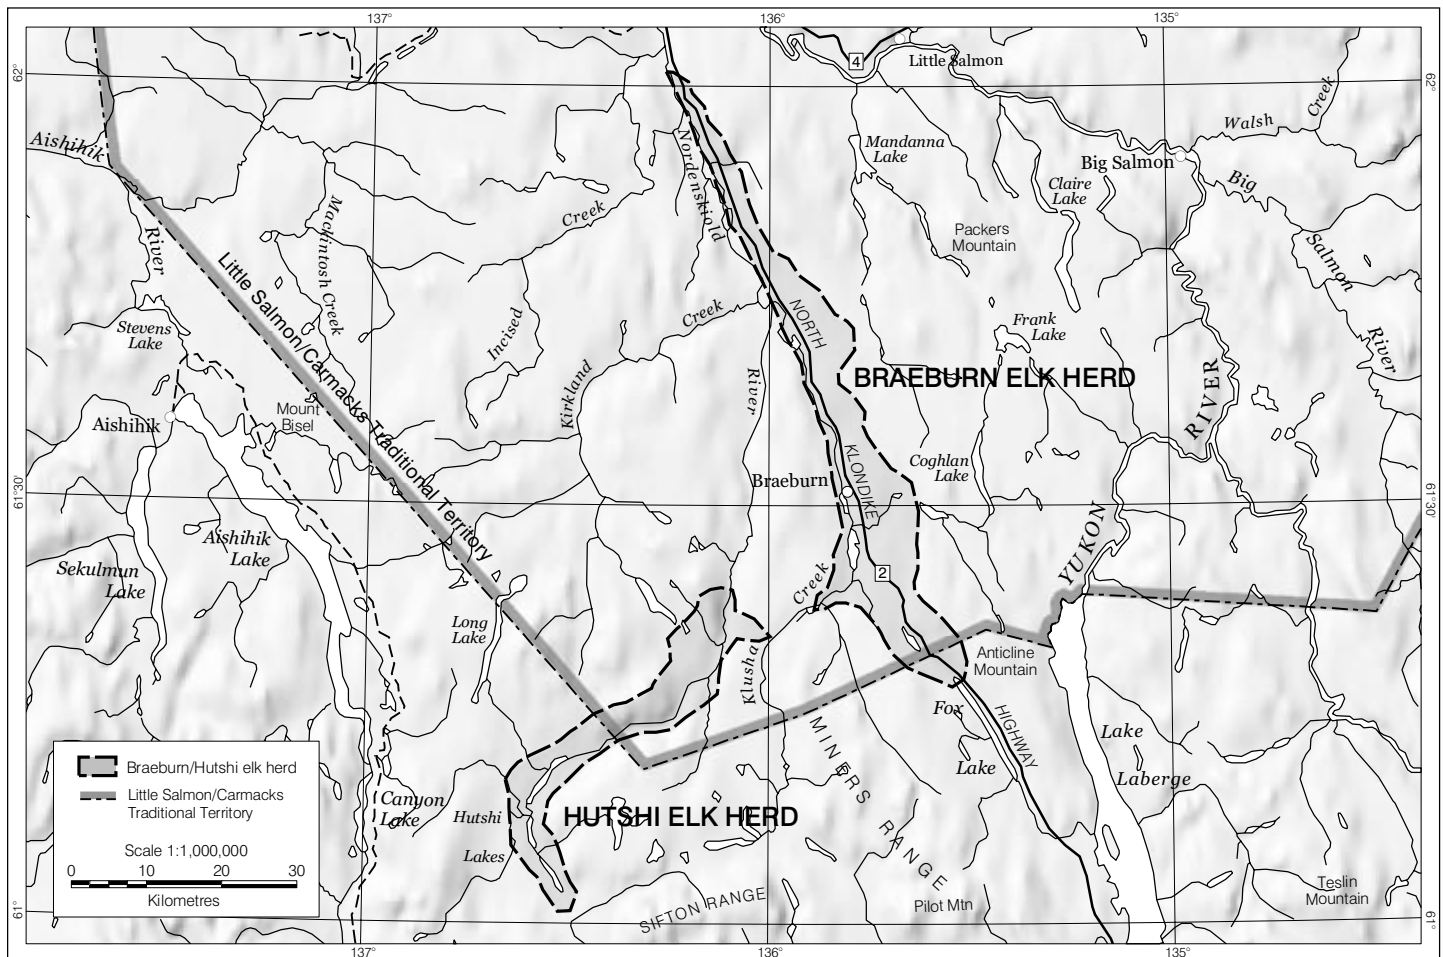 137°
136°
135°
62°
62°
4
Little Salmon
Aishihik
River
Mackintosh Creek
Creek
Incised
Nordenskiold
River
Mandanna
Lake
Claire
Lake
Big Salmon
Walsh
Creek
Big
Salmon
River
Packers
Mountain
Little Salmon/Carmacks Traditional Territory
Stevens
Lake
Creek
Kirkland
NORTH
KLONDIKE
HIGHWAY
Frank
Lake
BRAEBURN ELK HERD
Mount
Bisel
Aishihik
Braeburn
Coghlan
Lake
YUKON
RIVER
61°30'
61°30'
Aishihik
Lake
Sekulmun
Lake
2
Creek
Klusha
Long
Lake
Anticline
Mountain
Fox
Lake
Lake
Laberge
MINERS
RANGE
Braeburn/Hutshi elk herd
Little Salmon/Carmacks
Traditional Territory
Scale 1:1,000,000
0 10 20 30
Kilometres
Canyon
Lake
Hutshi
Lakes
HUTSHI ELK HERD
SIFTON RANGE
Pilot Mtn
Teslin
Mountain
61°
61°
137°
136°
135°